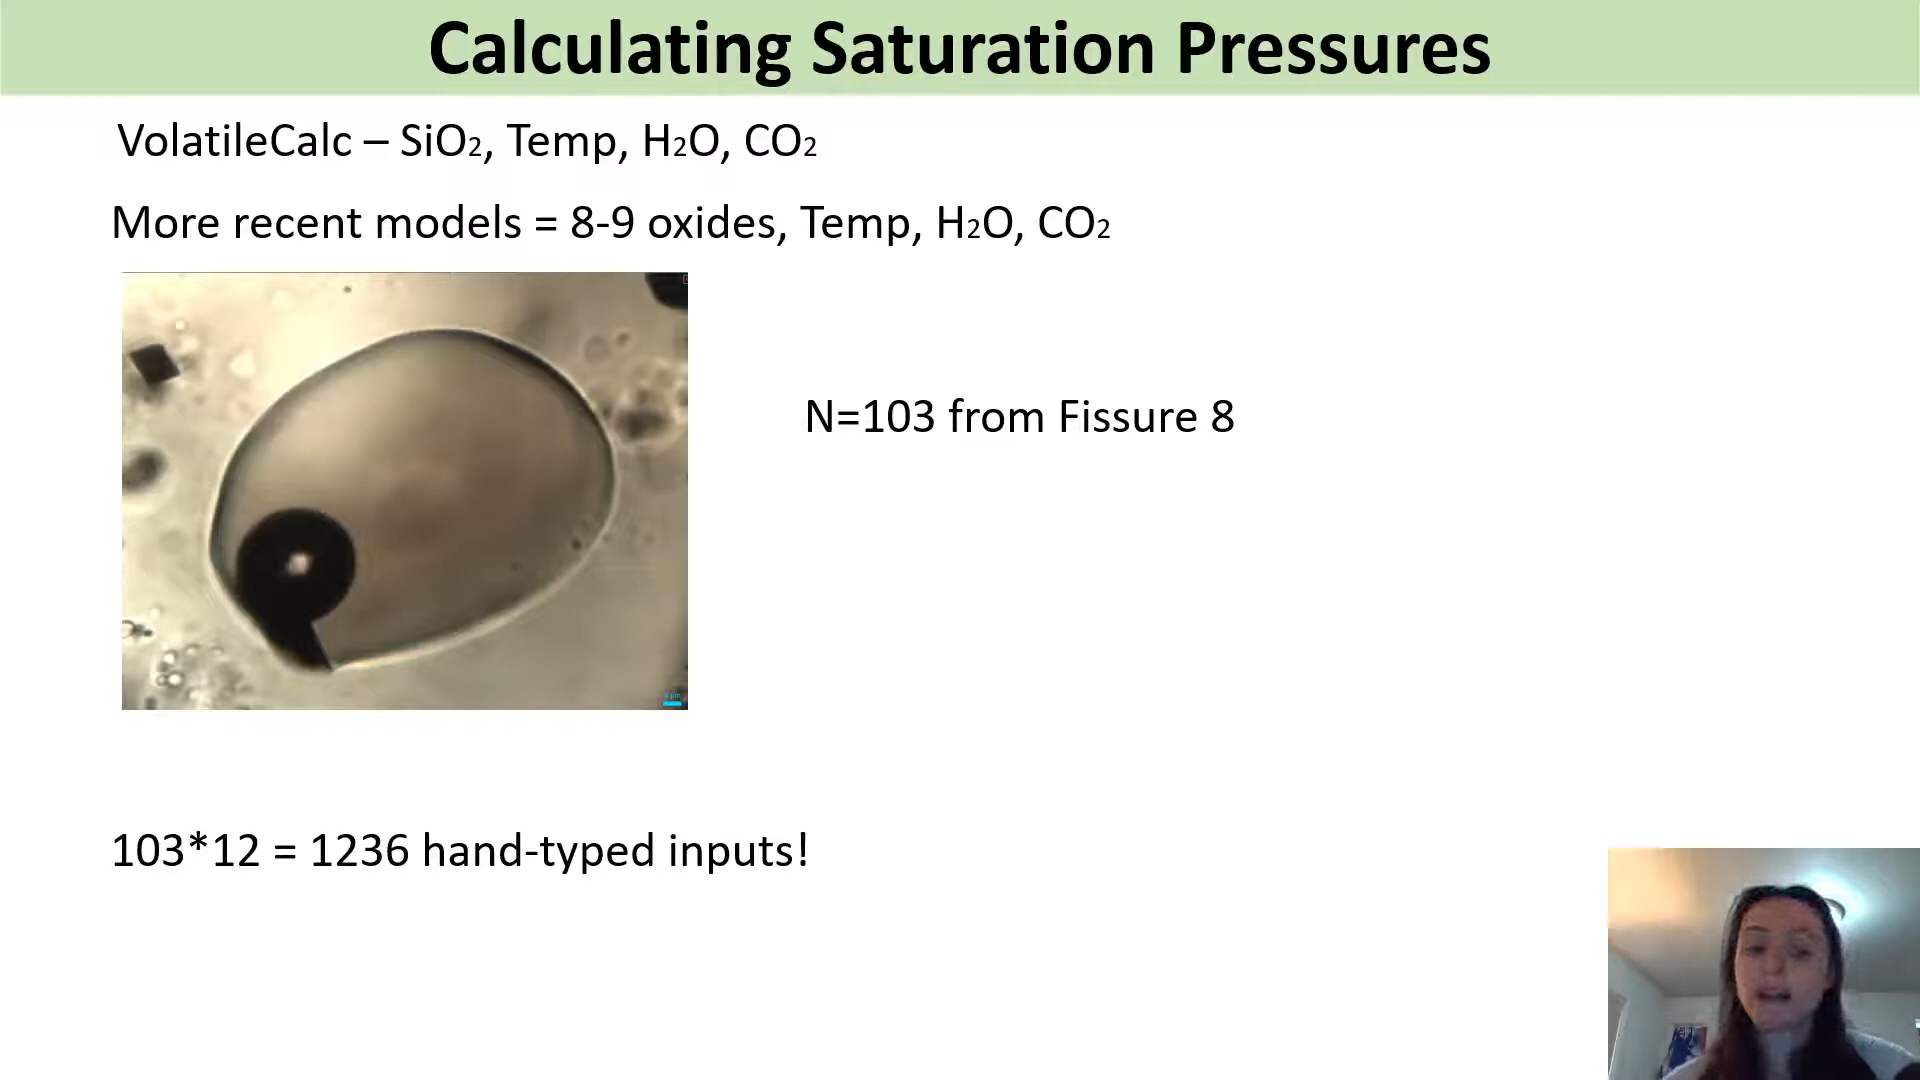 Calculating Saturation Pressures
VolatileCalc – SiO₂, Temp, H₂O, CO₂
More recent models = 8-9 oxides, Temp, H₂O, CO₂
N=103 from Fissure 8
103*12 = 1236 hand-typed inputs!